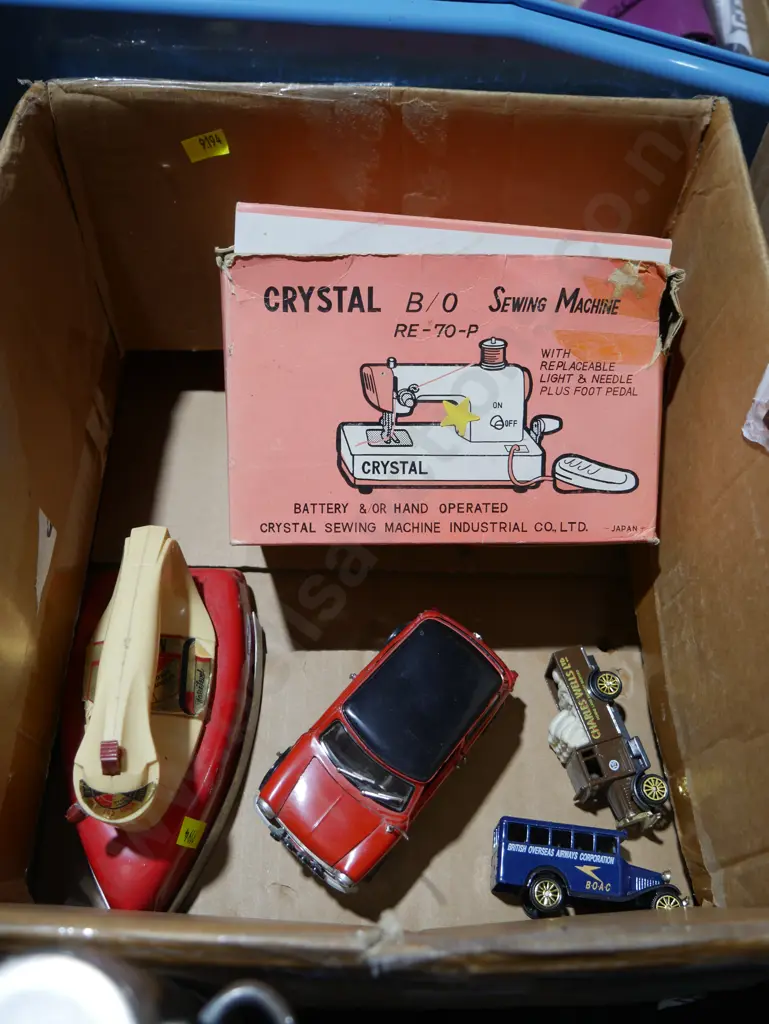 9194
CRYSTAL B/O SEWING MACHINE
RE-70-P
WITH
REPLACEABLE
LIGHT & NEEDLE
PLUS FOOT PEDAL
ON
OFF
CRYSTAL
BATTERY &/OR HAND OPERATED
CRYSTAL SEWING MACHINE INDUSTRIAL CO., LTD. -JAPAN-
CHARLES WELLS LTD
BRITISH OVERSEAS AIRWAYS CORPORATION
BOAC